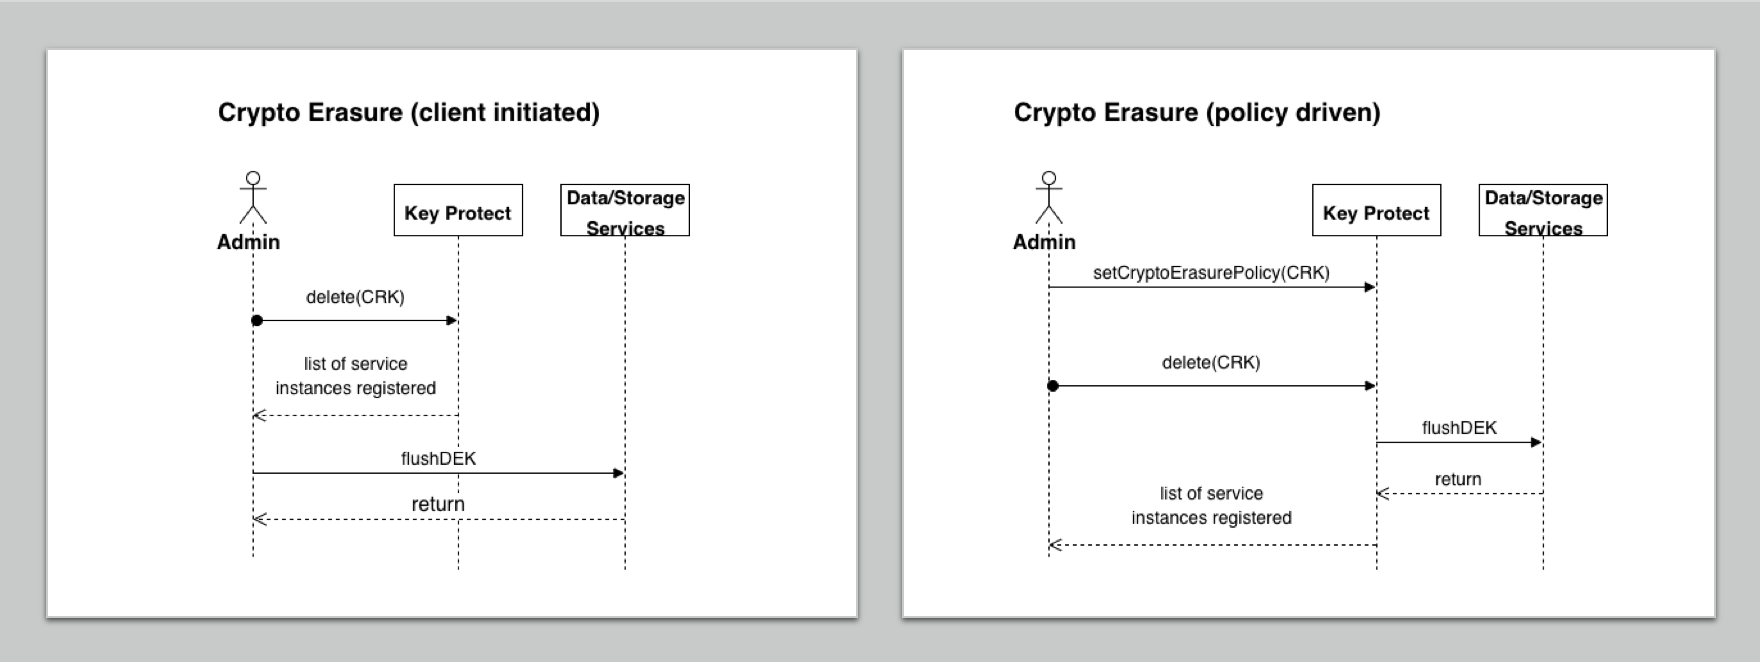 Crypto Erasure (client initiated)
Admin
Key Protect
Data/Storage
Services
delete(CRK)
list of service
instances registered
flushDEK
return
Crypto Erasure (policy driven)
Admin
Key Protect
Data/Storage
Services
setCryptoErasurePolicy(CRK)
delete(CRK)
flushDEK
return
list of service
instances registered